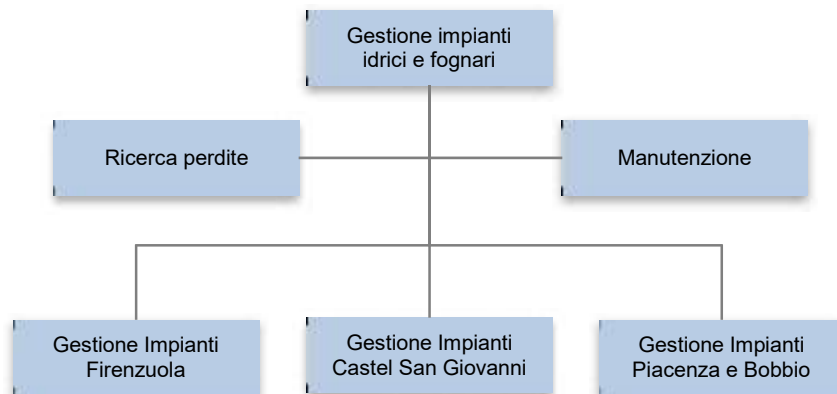 Gestione impianti
idrici e fognari
Ricerca perdite
Manutenzione
Gestione Impianti
Firenzuola
Gestione Impianti
Castel San Giovanni
Gestione Impianti
Piacenza e Bobbio